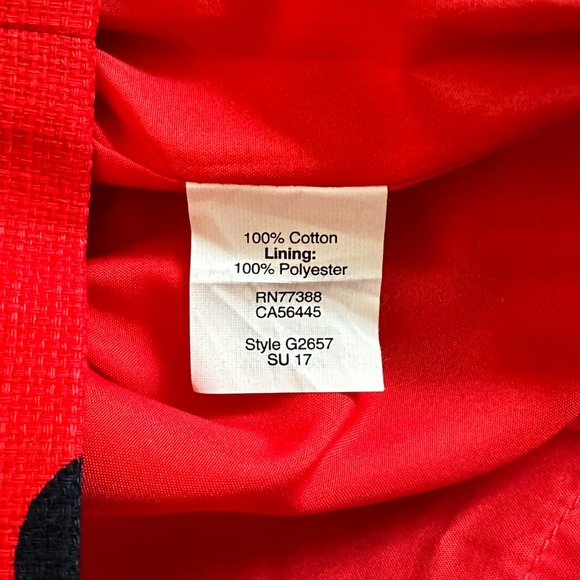 100% Cotton
Lining:
100% Polyester
RN77388
CA56445
Style G2657
SU 17